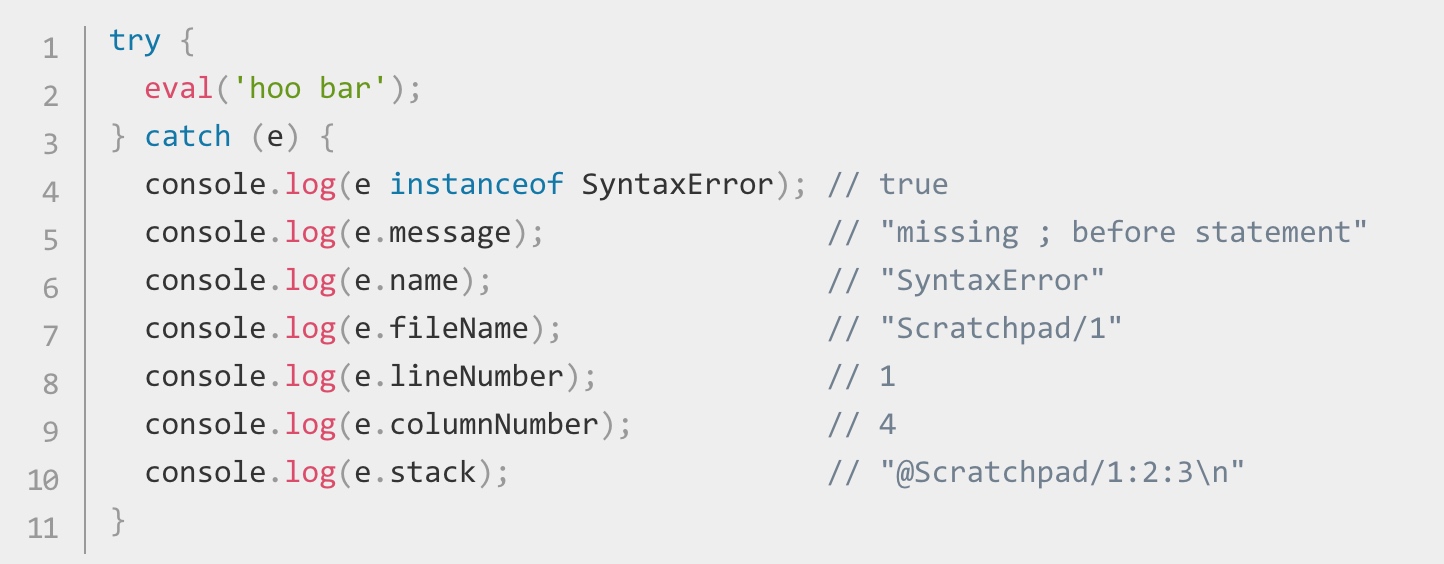 1 try {
2   eval('hoo bar');
3 } catch (e) {
4   console.log(e instanceof SyntaxError); // true
5   console.log(e.message);                // "missing ; before statement"
6   console.log(e.name);                   // "SyntaxError"
7   console.log(e.fileName);               // "Scratchpad/1"
8   console.log(e.lineNumber);             // 1
9   console.log(e.columnNumber);           // 4
10   console.log(e.stack);                  // "@Scratchpad/1:2:3\n"
11 }